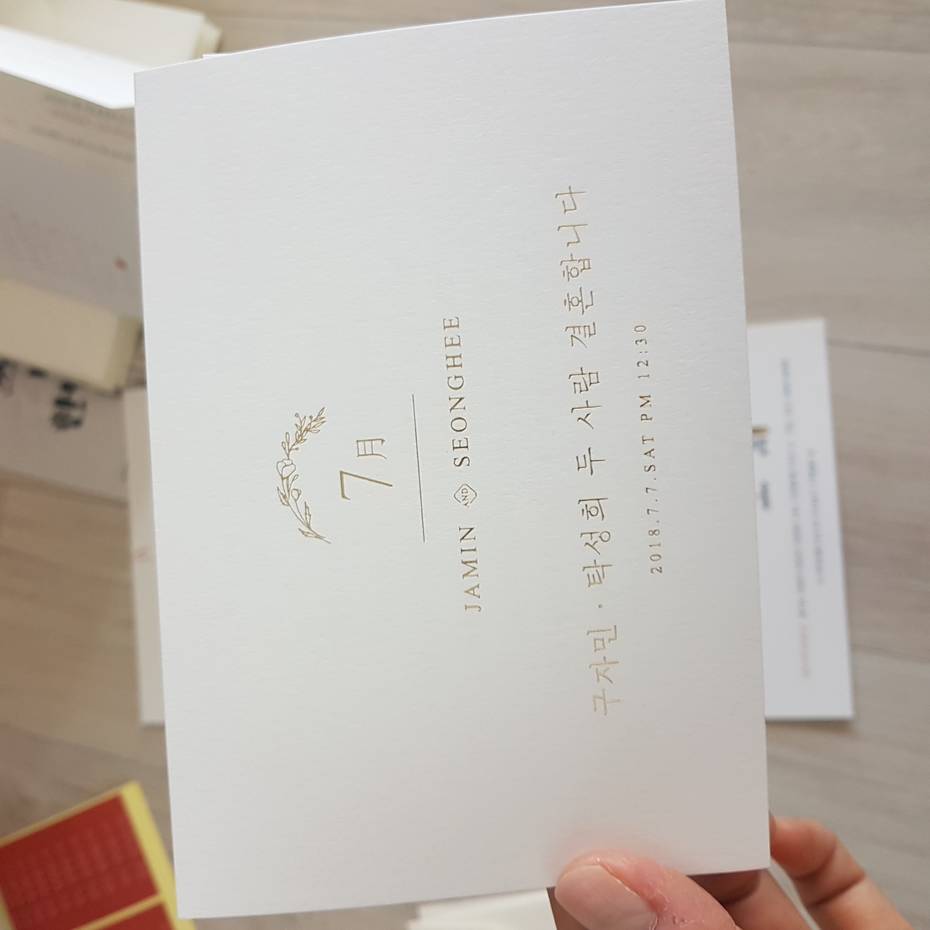 7月
JAMIN AND SEONGHEE
구자민 · 탁성희 두 사람 결혼합니다
2018.7.7.SAT PM 12:30